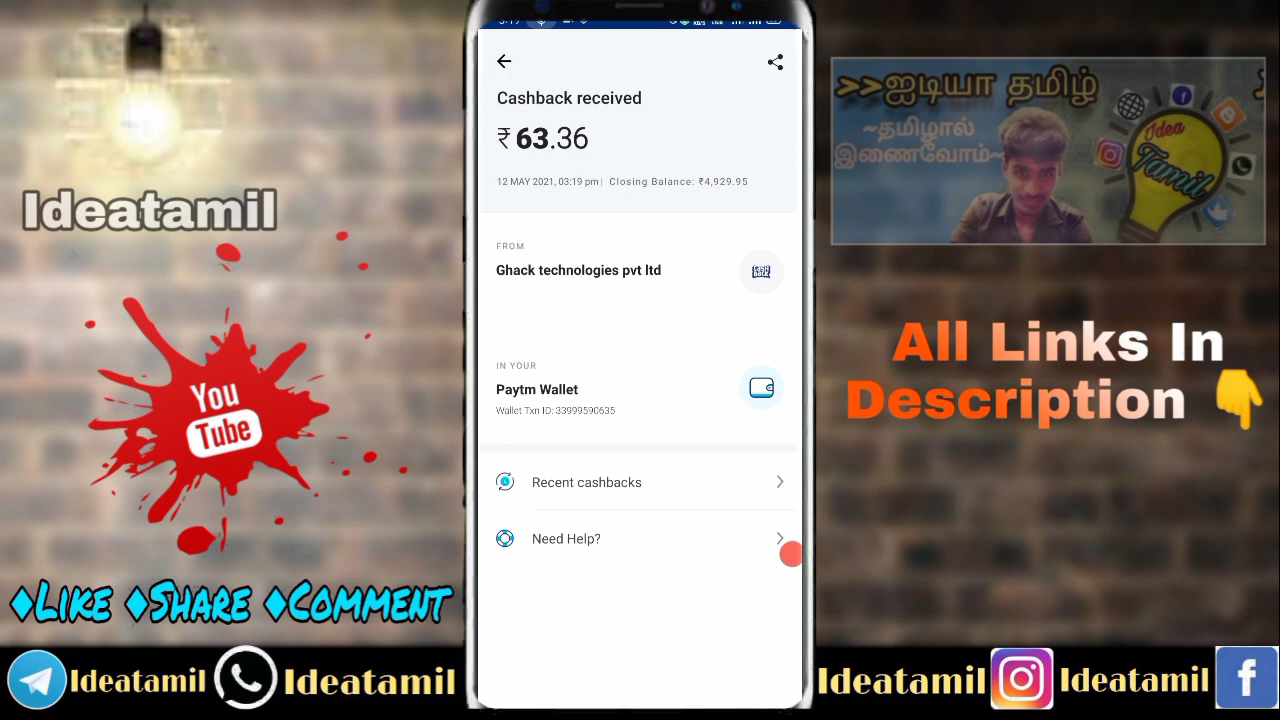 Ideatamil
You
Tube
♦LIKE ♦SHARE ♦COMMENT
Ideatamil
Ideatamil
Cashback received
₹63.36
12 MAY 2021, 03:19 pm | Closing Balance: ₹4,929.95
FROM
Ghack technologies pvt ltd
IN YOUR
Paytm Wallet
Wallet Txn ID: 33999590635
Recent cashbacks
Need Help?
>>ஐடியா தமிழ்
~தமிழால்
இணைவோம்~
Idea
Tamil
All Links In
Description 👇
Ideatamil
Ideatamil